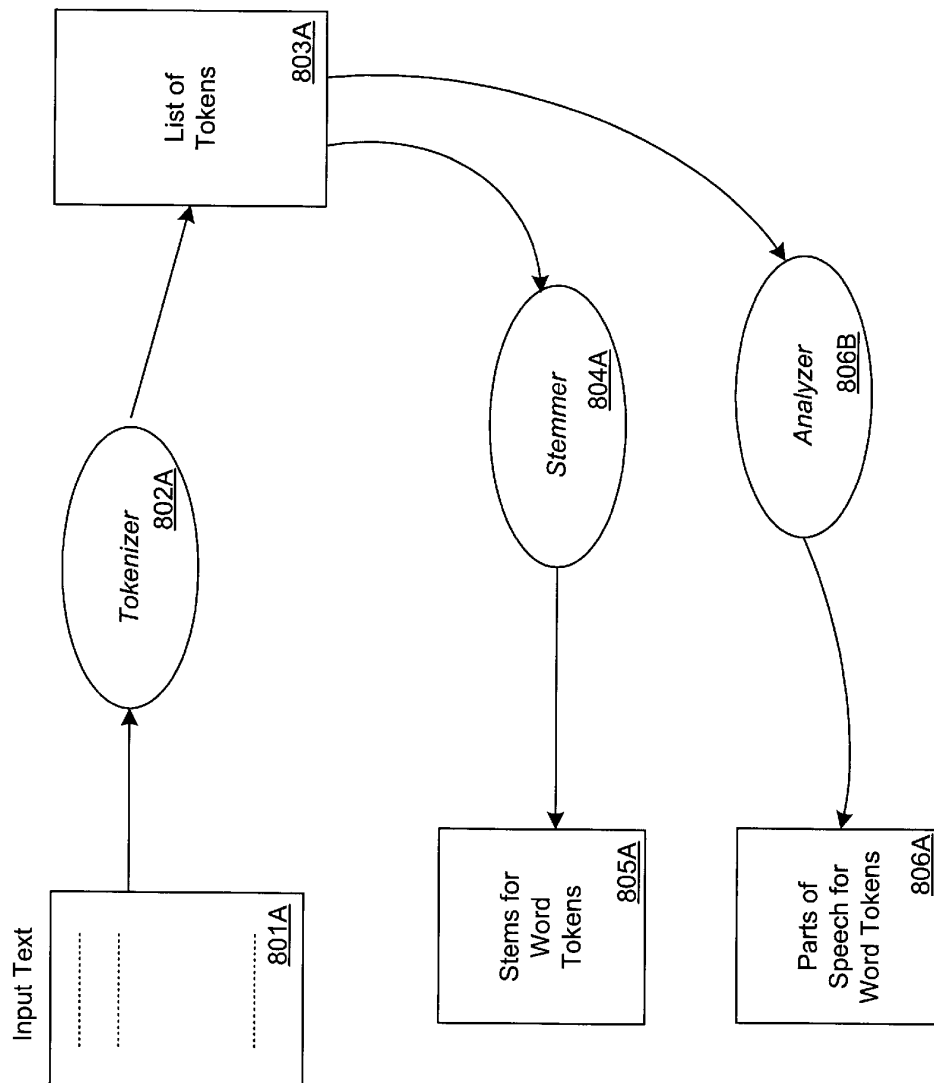 Input Text
801A
Tokenizer
802A
List of
Tokens
803A
Stemmer
804A
Stems for
Word
Tokens
805A
Analyzer
806B
Parts of
Speech for
Word Tokens
806A